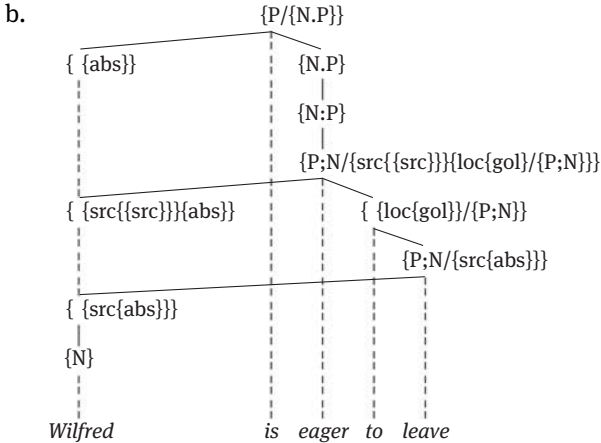 b.
{P/{N.P}}
{ {abs}} {N.P}
{N:P}
{P;N/{src{{src}}}{loc{gol}/{P;N}}}
{ {src{{src}}}{abs}} { {loc{gol}}/{P;N}}
{P;N/{src{abs}}}
{ {src{abs}}}
{N}
Wilfred is eager to leave